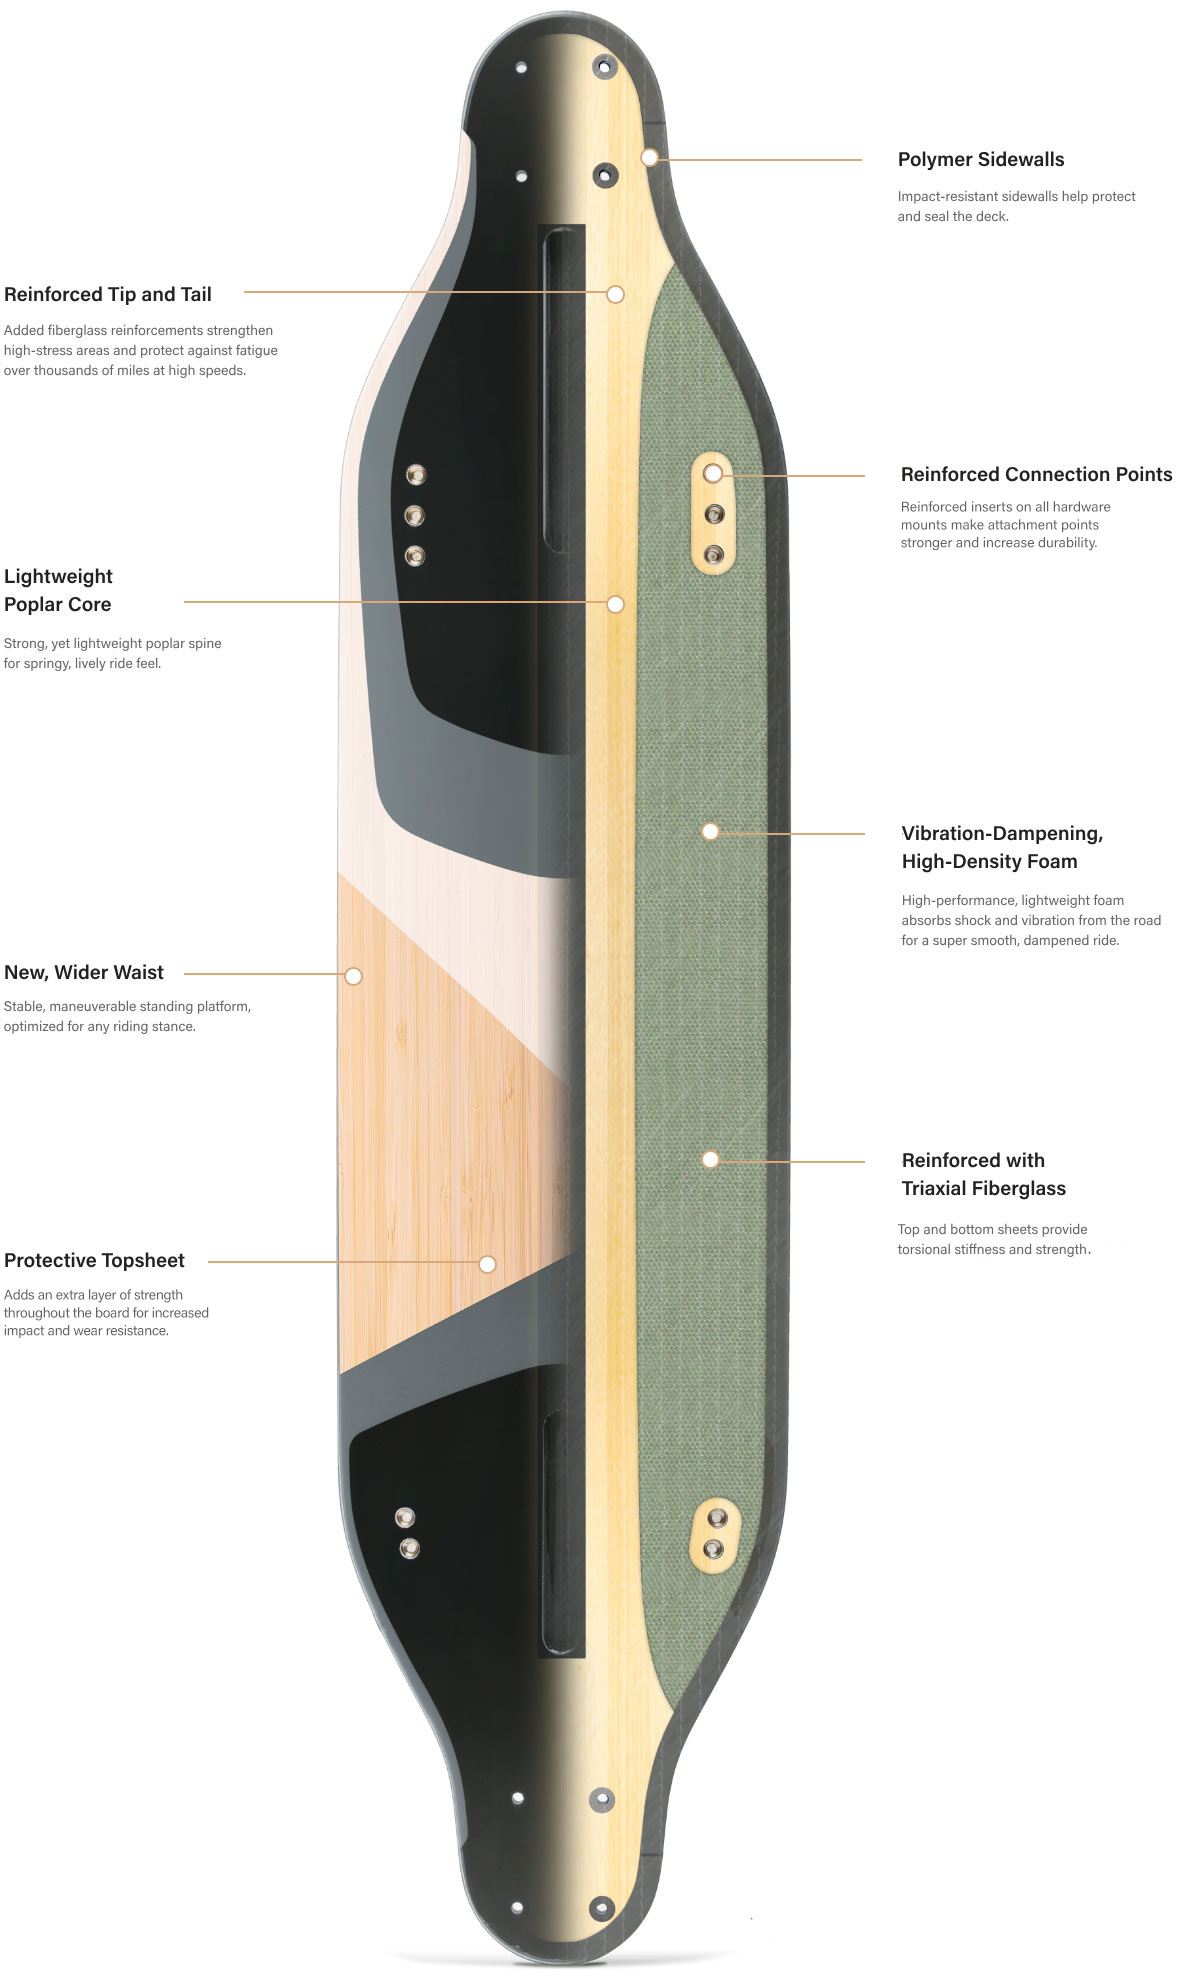 Polymer Sidewalls
Impact-resistant sidewalls help protect
and seal the deck.
Reinforced Tip and Tail
Added fiberglass reinforcements strengthen
high-stress areas and protect against fatigue
over thousands of miles at high speeds.
Reinforced Connection Points
Reinforced inserts on all hardware
mounts make attachment points
stronger and increase durability.
Lightweight
Poplar Core
Strong, yet lightweight poplar spine
for springy, lively ride feel.
Vibration-Dampening,
High-Density Foam
High-performance, lightweight foam
absorbs shock and vibration from the road
for a super smooth, dampened ride.
New, Wider Waist
Stable, maneuverable standing platform,
optimized for any riding stance.
Reinforced with
Triaxial Fiberglass
Top and bottom sheets provide
torsional stiffness and strength.
Protective Topsheet
Adds an extra layer of strength
throughout the board for increased
impact and wear resistance.